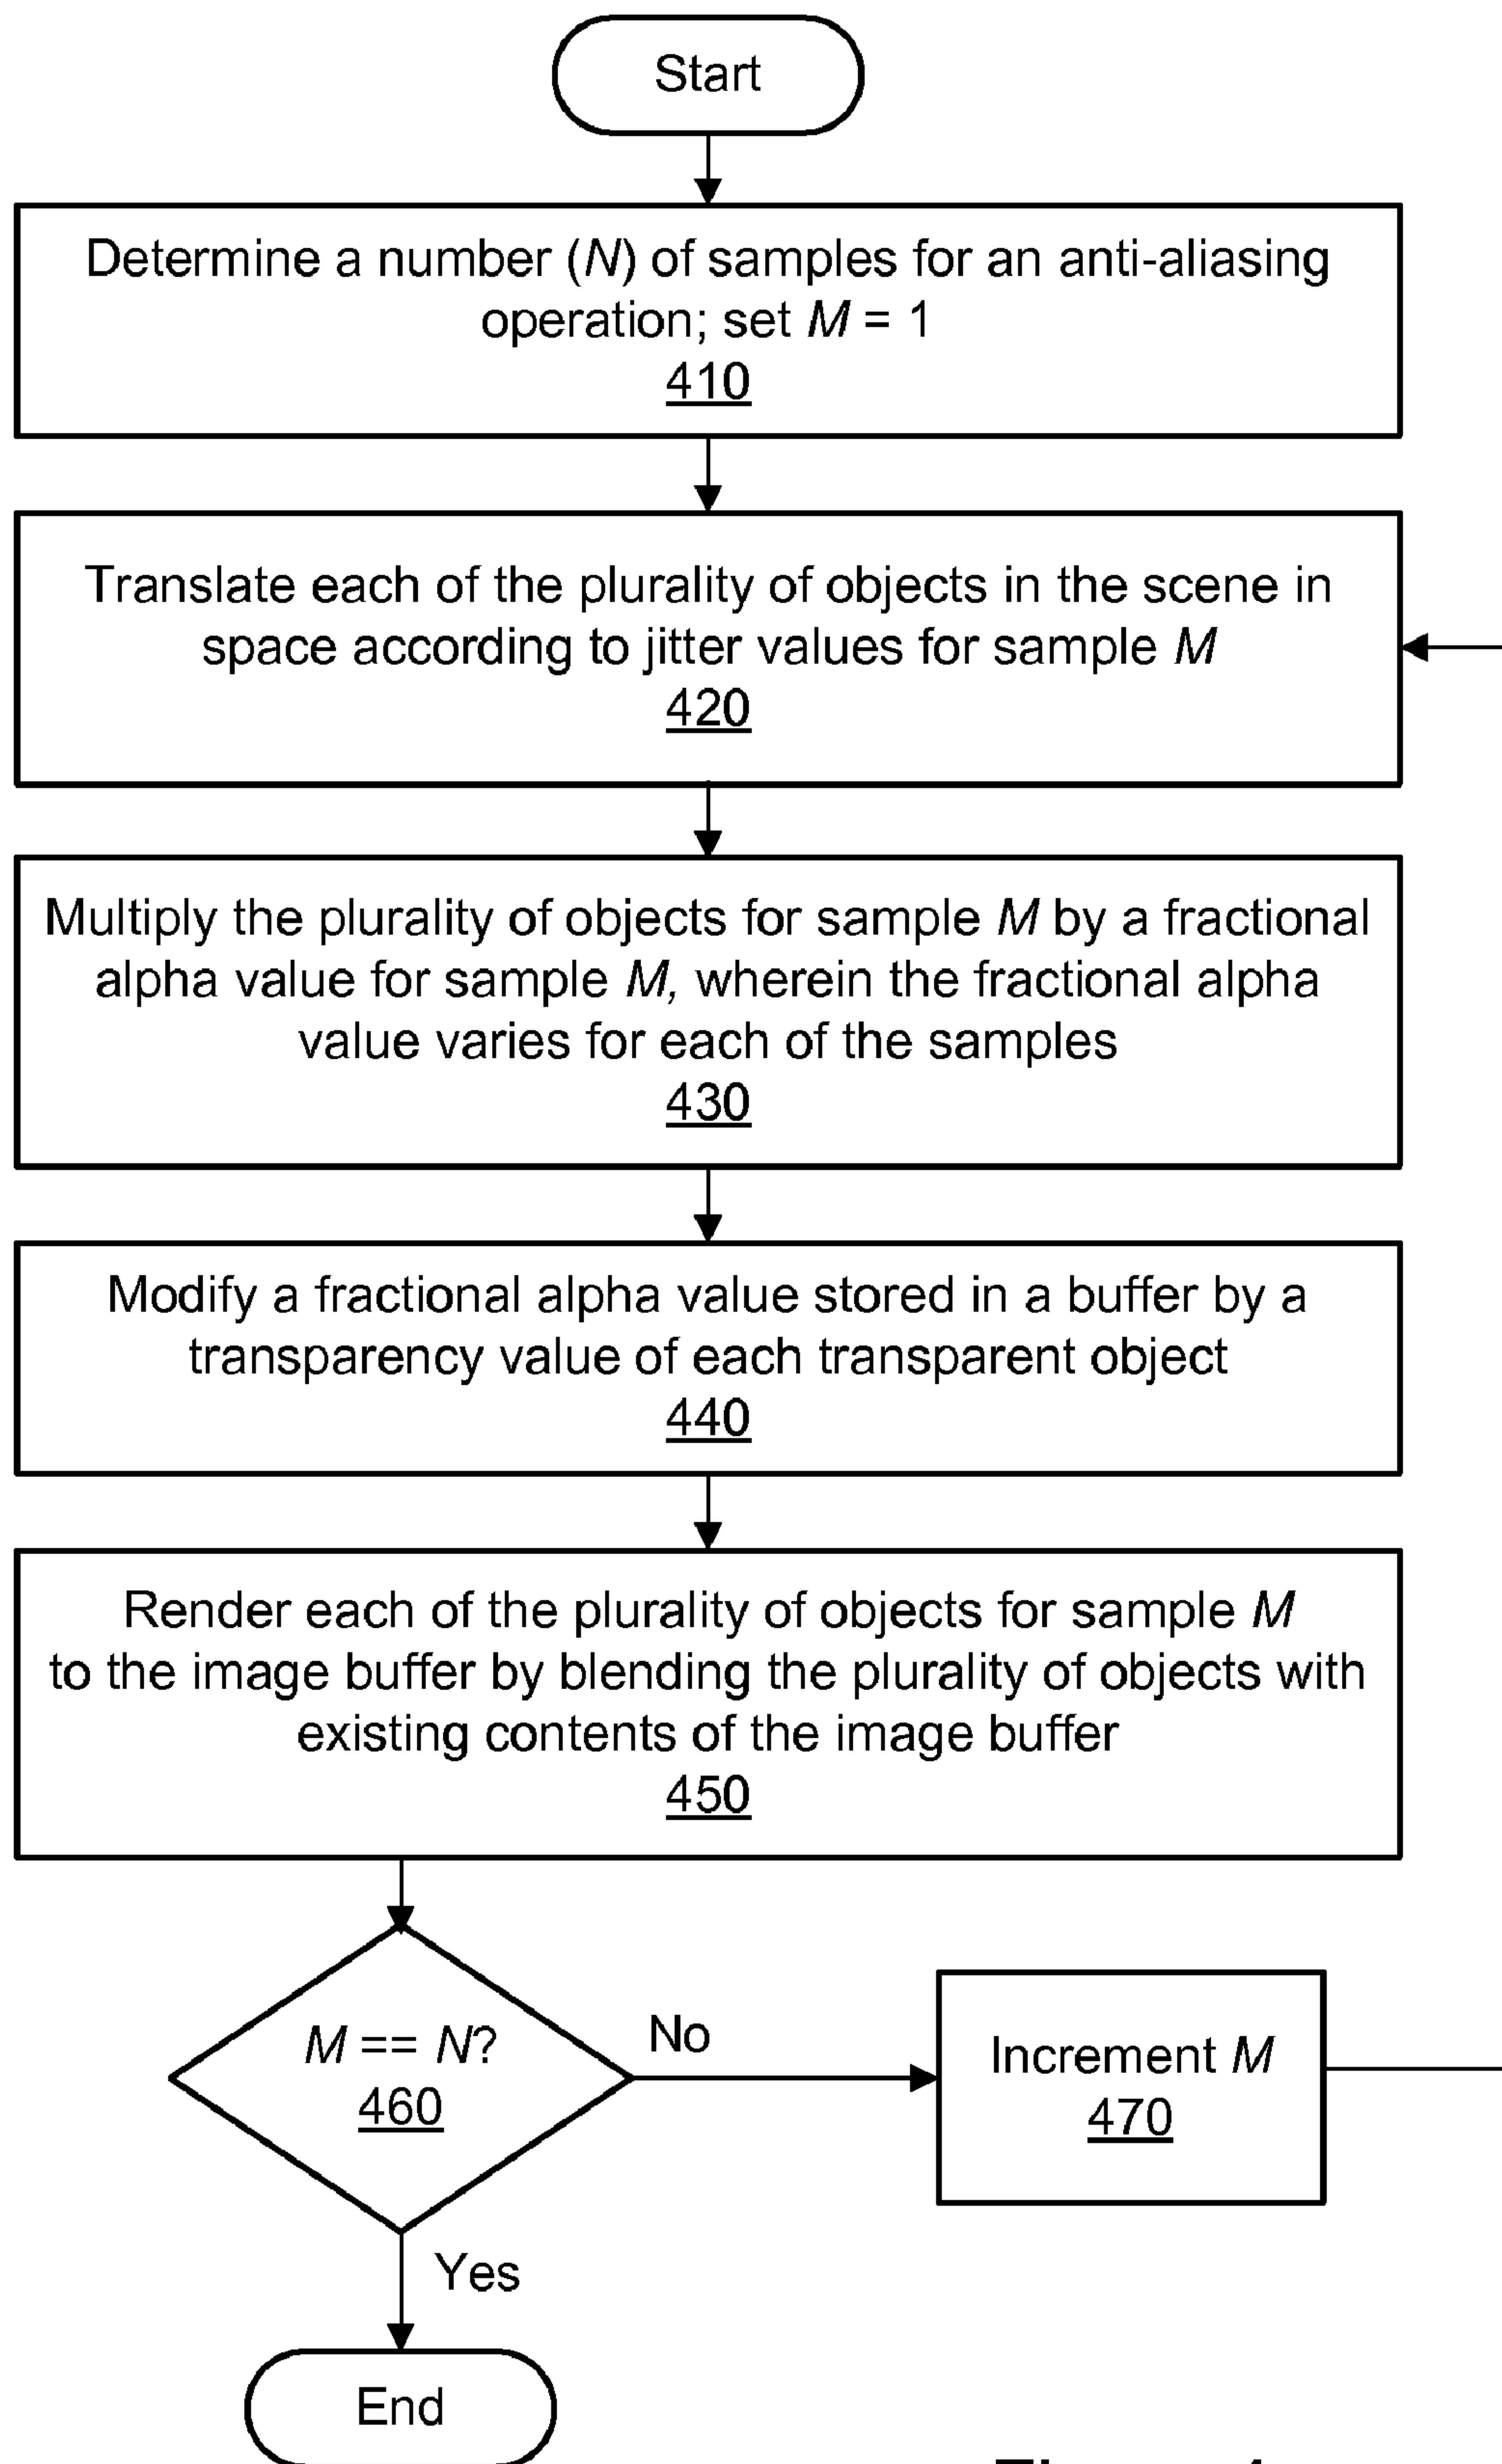 Start
Determine a number (N) of samples for an anti-aliasing
operation; set M = 1
410
Translate each of the plurality of objects in the scene in
space according to jitter values for sample M
420
Multiply the plurality of objects for sample M by a fractional
alpha value for sample M, wherein the fractional alpha
value varies for each of the samples
430
Modify a fractional alpha value stored in a buffer by a
transparency value of each transparent object
440
Render each of the plurality of objects for sample M
to the image buffer by blending the plurality of objects with
existing contents of the image buffer
450
M == N?
460
No
Increment M
470
Yes
End